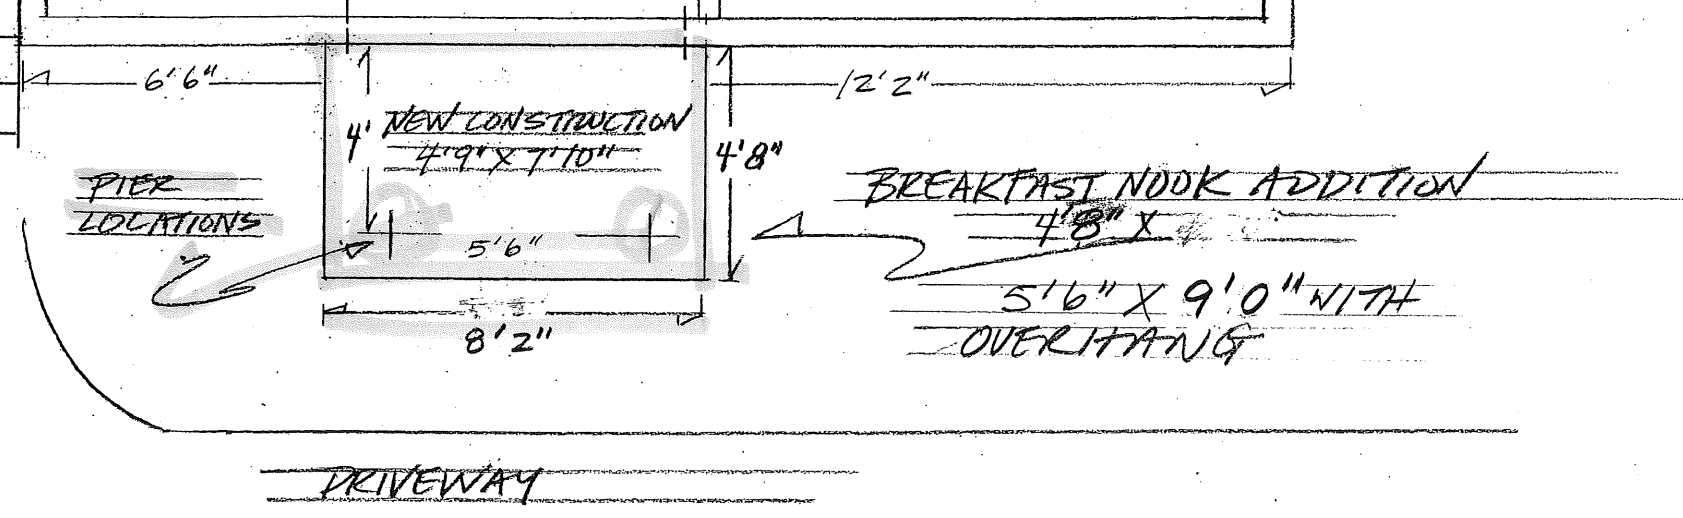 6'6"
12'2"
4'
NEW CONSTRUCTION
4'9" X 7'10"
4'8"
PIER
LOCATIONS
BREAKFAST NOOK ADDITION
4'8" X
5'6"
5'6" X 9'0" WITH
OVERHANG
8'2"
DRIVEWAY